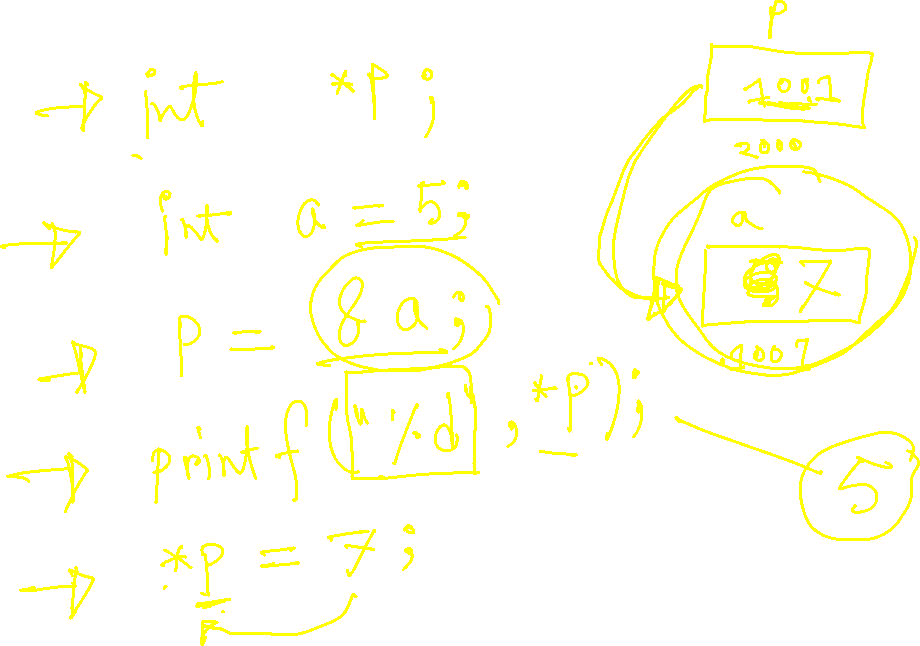 int *p;
int a = 5;
p = &a;
printf("%d", *p);
*p = 7;
p
1001
2000
a
7
1001
5